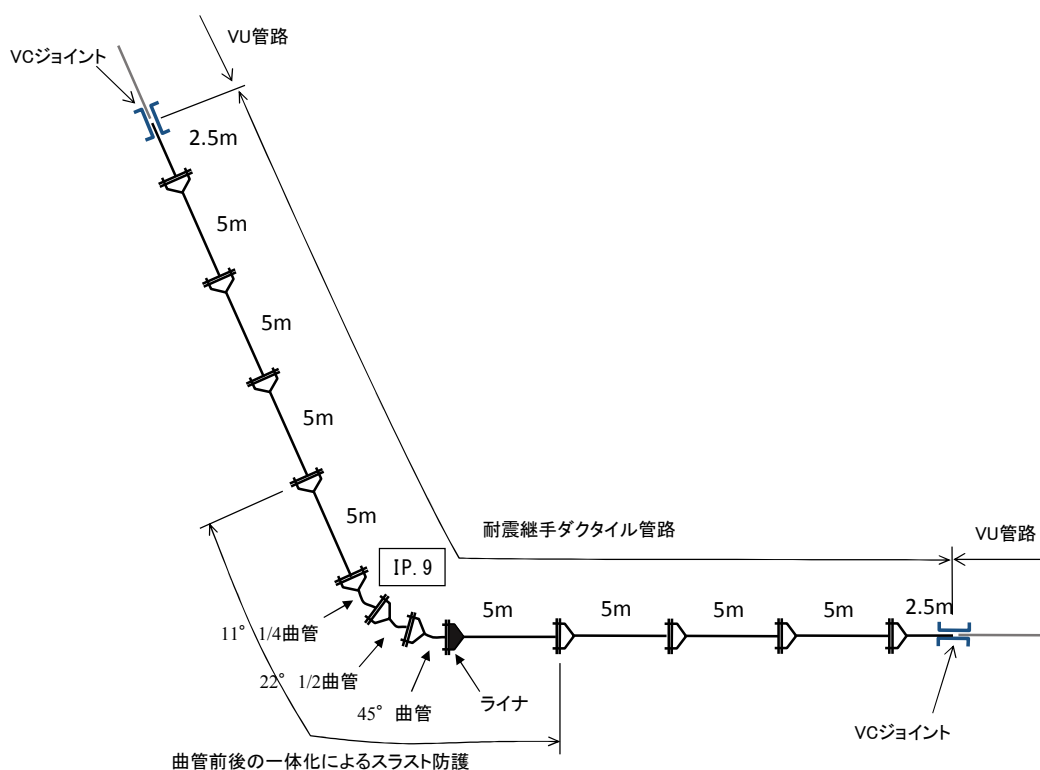 VU管路
VCジョイント
2.5m
5m
5m
5m
5m
耐震継手ダクタイル管路
VU管路
IP.9
5m
5m
5m
5m
2.5m
11° 1/4曲管
22° 1/2曲管
45° 曲管
ライナ
VCジョイント
曲管前後の一体化によるスラスト防護